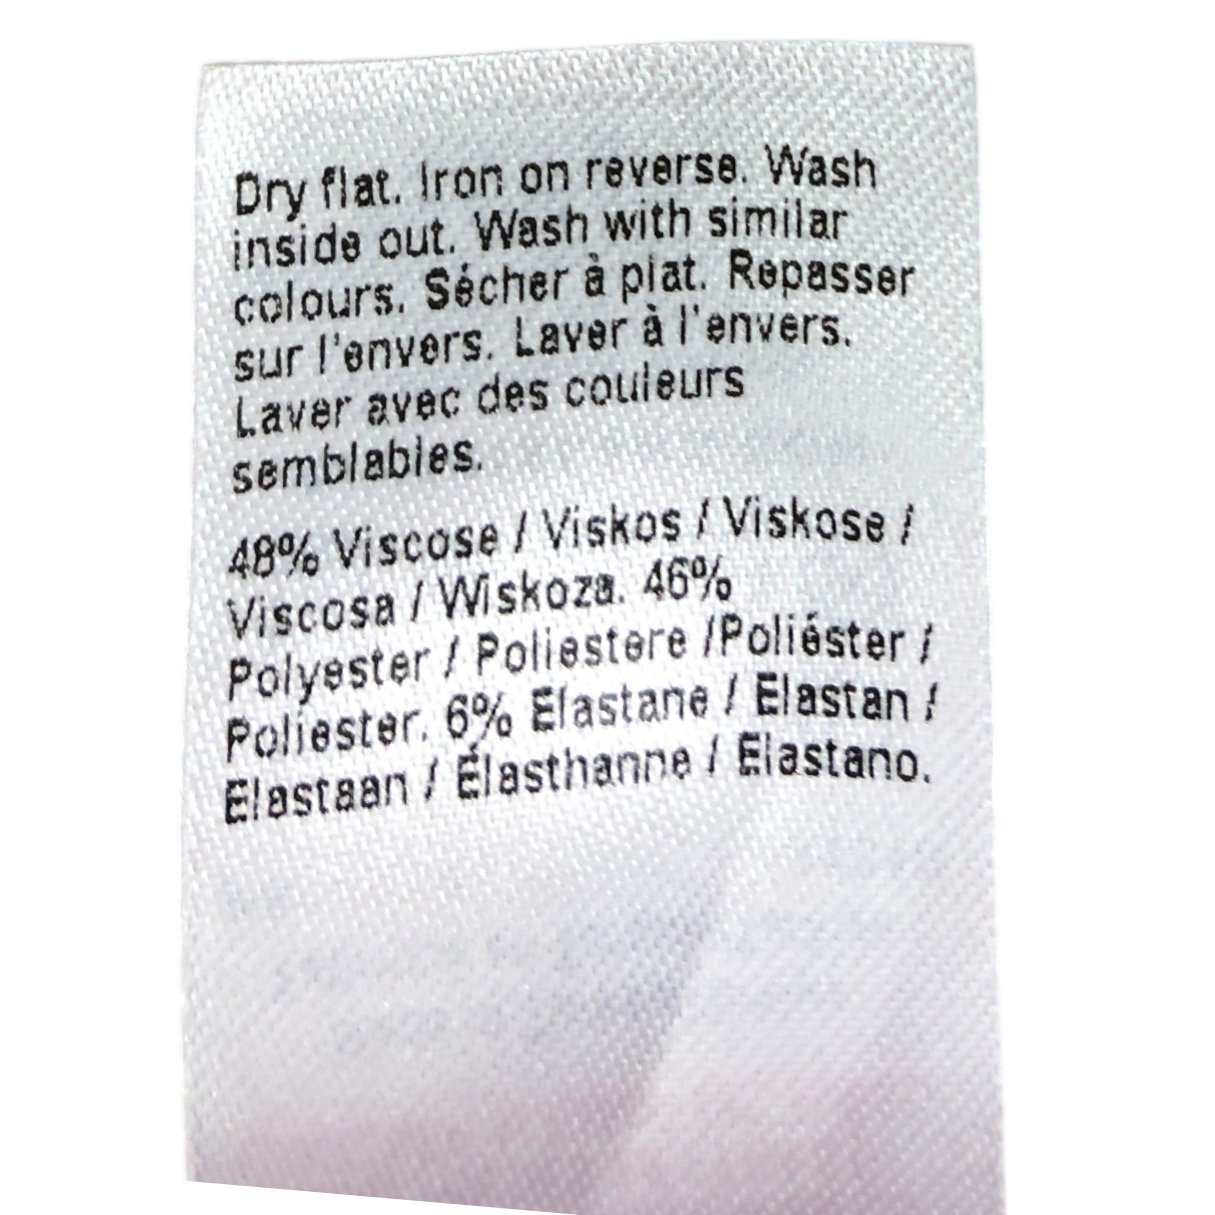 Dry flat. Iron on reverse. Wash
inside out. Wash with similar
colours. Sécher à plat. Repasser
sur l'envers. Laver à l'envers.
Laver avec des couleurs
semblables.
48% Viscose / Viskos / Viskose /
Viscosa / Wiskoza. 46%
Polyester / Poliestere /Poliéster /
Poliester. 6% Elastane / Elastan /
Elastaan / Élasthanne / Elastano.